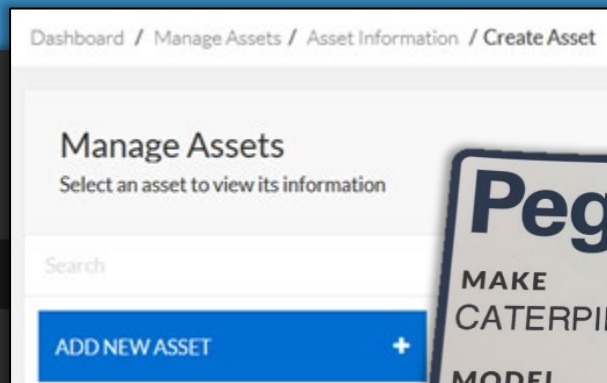 Dashboard / Manage Assets / Asset Information / Create Asset
Manage Assets
Select an asset to view its information
Search
ADD NEW ASSET +
Peg
MAKE
CATERPI
MODEL